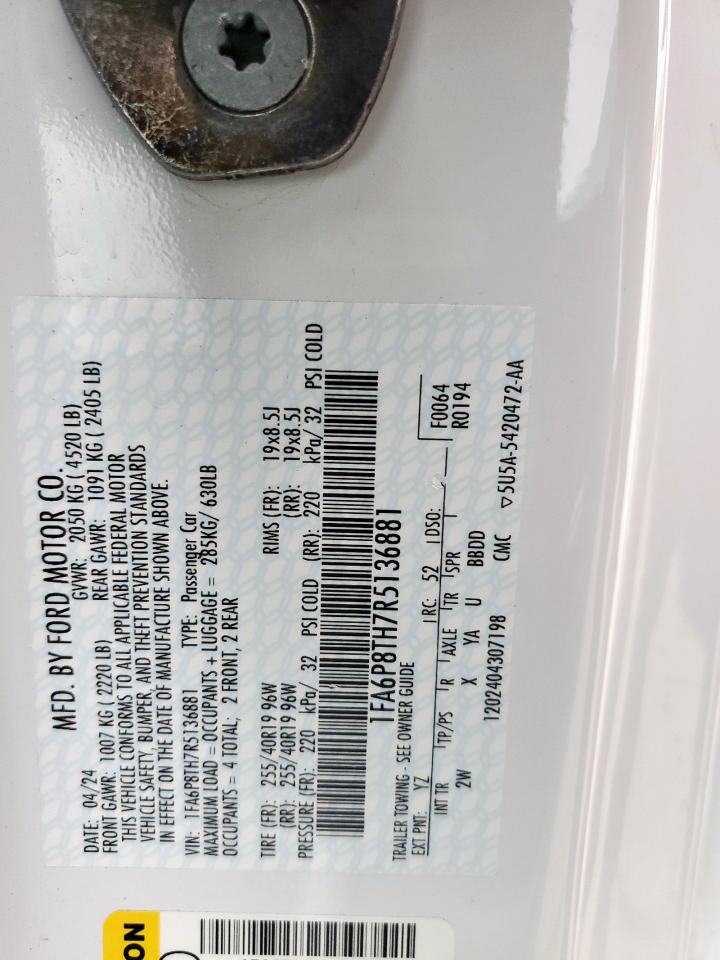 MFD. BY FORD MOTOR CO.
DATE: 04/24 GVWR: 2050 KG ( 4520 LB)
FRONT GAWR: 1007 KG ( 2220 LB) REAR GAWR: 1091 KG ( 2405 LB)
THIS VEHICLE CONFORMS TO ALL APPLICABLE FEDERAL MOTOR
VEHICLE SAFETY, BUMPER, AND THEFT PREVENTION STANDARDS
IN EFFECT ON THE DATE OF MANUFACTURE SHOWN ABOVE.
VIN: 1FA6P8TH7R5136881 TYPE: Passenger Car
MAXIMUM LOAD = OCCUPANTS + LUGGAGE = 285KG/ 630LB
OCCUPANTS = 4 TOTAL; 2 FRONT, 2 REAR
TIRE (FR): 255/40R19 96W RIMS (FR): 19x8.5J
(RR): 255/40R19 96W (RR): 19x8.5J
PRESSURE (FR): 220 kPa/ 32 PSI COLD (RR): 220 kPa/ 32 PSI COLD
1FA6P8TH7R5136881
TRAILER TOWING - SEE OWNER GUIDE
EXT PNT: YZ RC: 52 DSO: F0064
R0194
INT TR TP/PS R AXLE TR SPR
2W X YA U BBDD
1202404307198 CMC ▽5U5A-5420472-AA
ON